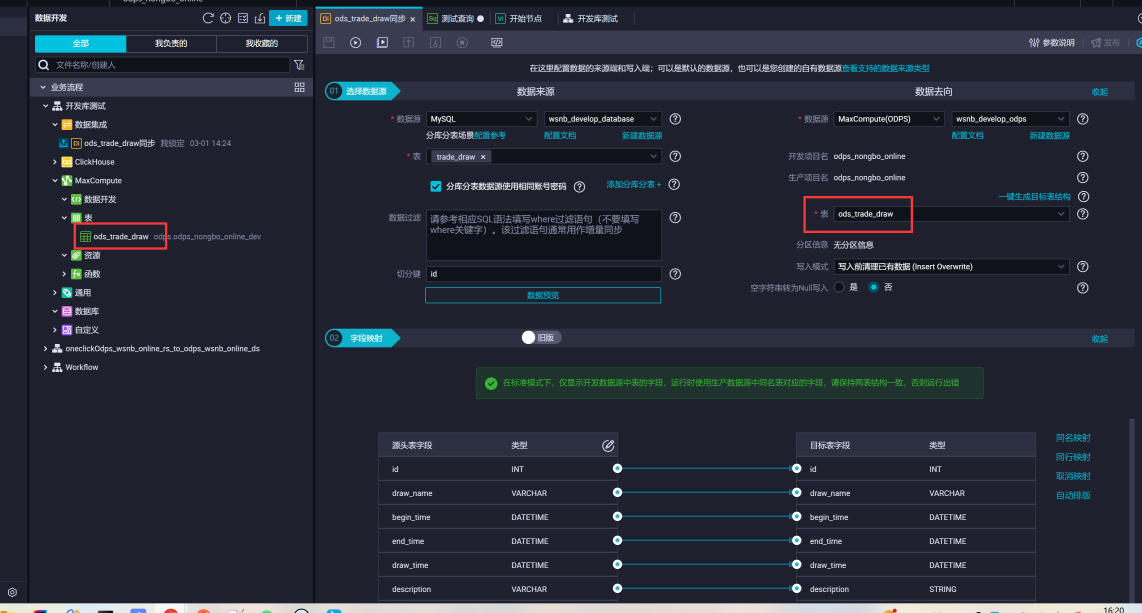 数据开发
新建
全部
我负责的
我收藏的
文件名称/创建人
业务流程
开发库测试
数据集成
DI ods_trade_draw同步 我锁定 03-01 14:24
ClickHouse
MaxCompute
数据开发
表
ods_trade_draw odps.odps_nongbo_online_dev
资源
函数
通用
数据库
自定义
oneclickOdps_wsnb_online_rs_to_odps_wsnb_online_ds
Workflow
DI ods_trade_draw同步 ×
Sq 测试查询
VI 开始节点
开发库测试
参数说明
发布
在这里配置数据的来源端和写入端；可以是默认的数据源，也可以是您创建的自有数据源查看支持的数据来源类型
01 选择数据源
数据来源
数据去向
收起
* 数据源 MySQL wsnb_develop_database
分库分表场景配置参考 配置文档 新建数据源
* 表 trade_draw ×
分库分表数据源使用相同账号密码 添加分库分表 +
数据过滤 请参考相应SQL语法填写where过滤语句（不要填写
where关键字）。该过滤语句通常用作增量同步
切分键 id
数据预览
* 数据源 MaxCompute(ODPS) wsnb_develop_odps
配置文档 新建数据源
开发项目名 odps_nongbo_online
生产项目名 odps_nongbo_online
一键生成目标表结构
* 表 ods_trade_draw
分区信息 无分区信息
写入模式 写入前清理已有数据 (Insert Overwrite)
空字符串转为Null写入 是 否
02 字段映射
旧版
收起
在标准模式下，仅显示开发数据源中表的字段，运行时使用生产数据源中同名表对应的字段，请保持两表结构一致，否则运行出错
源头表字段 类型 目标表字段 类型
id INT id INT
draw_name VARCHAR draw_name VARCHAR
begin_time DATETIME begin_time DATETIME
end_time DATETIME end_time DATETIME
draw_time DATETIME draw_time DATETIME
description VARCHAR description STRING
同名映射
同行映射
取消映射
自动排版
16:20